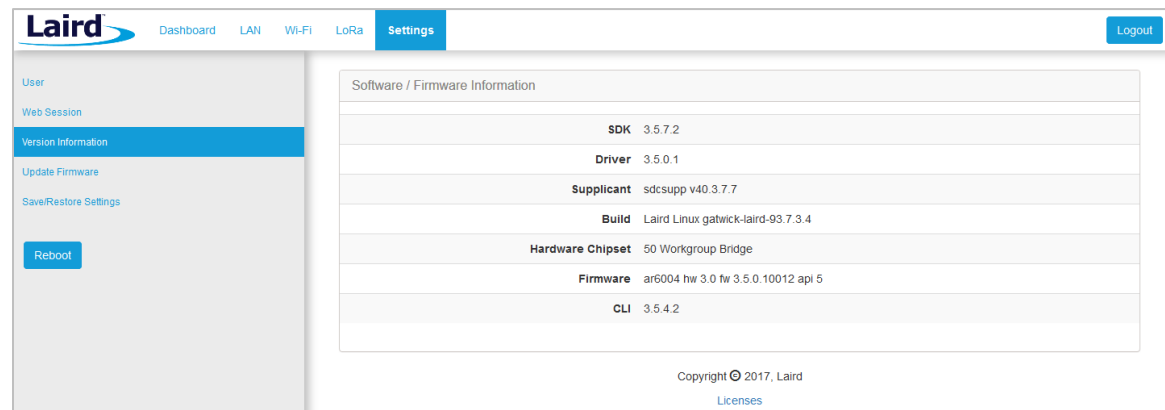 Laird
Dashboard LAN Wi-Fi LoRa Settings Logout
User
Web Session
Version Information
Update Firmware
Save/Restore Settings
Reboot
Software / Firmware Information
SDK 3.5.7.2
Driver 3.5.0.1
Supplicant sdcsupp v40.3.7.7
Build Laird Linux gatwick-laird-93.7.3.4
Hardware Chipset 50 Workgroup Bridge
Firmware ar6004 hw 3.0 fw 3.5.0.10012 api 5
CLI 3.5.4.2
Copyright © 2017, Laird
Licenses